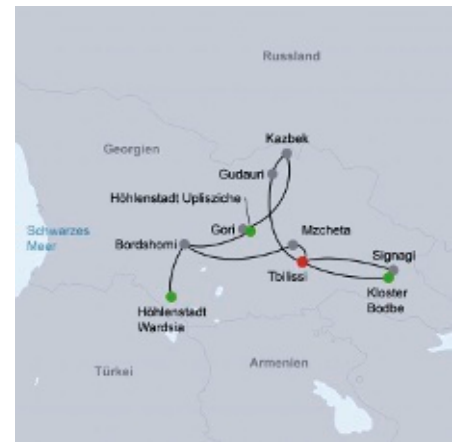 Russland
Kazbek
Georgien
Gudauri
Höhlenstadt Uplisziche
Schwarzes
Meer
Gori
Mzcheta
Bordshomi
Signagi
Tbilissi
Kloster
Bodbe
Höhlenstadt
Wardsia
Armenien
Türkei